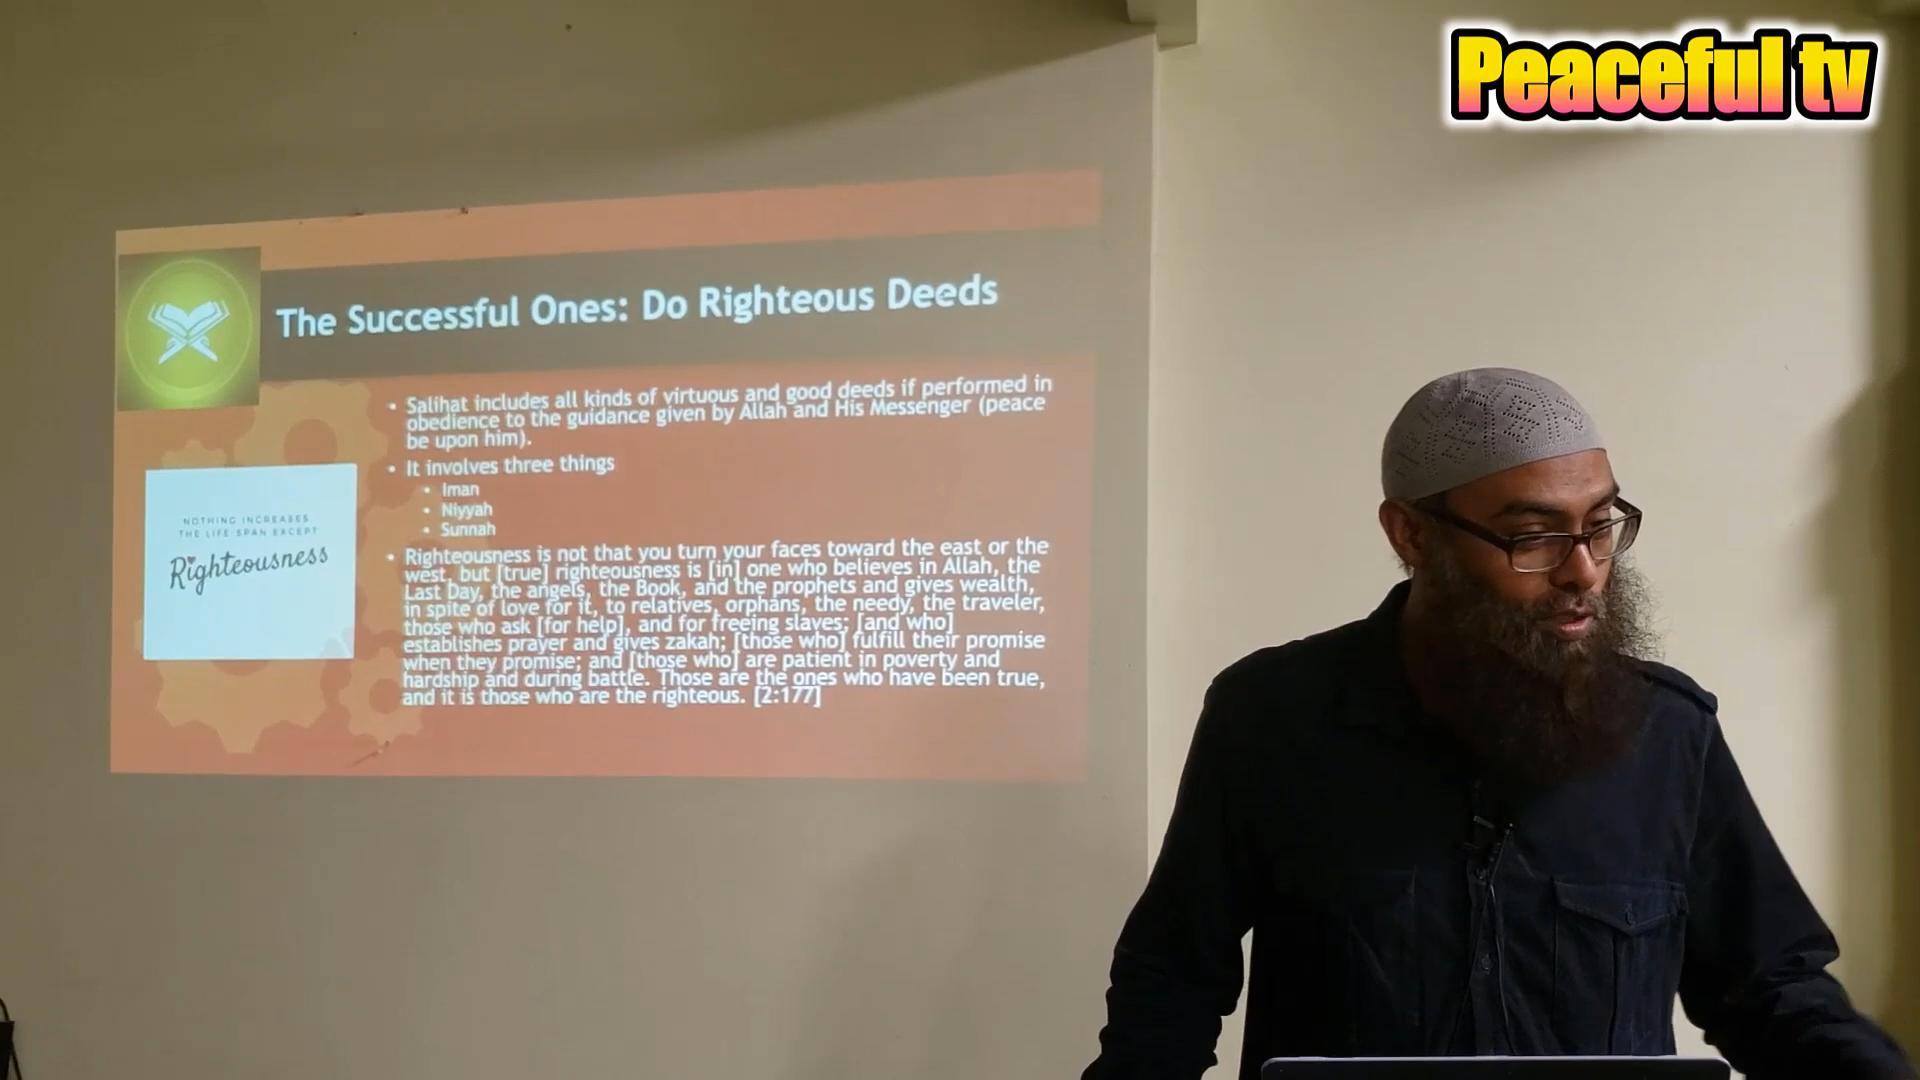 Peaceful tv
The Successful Ones: Do Righteous Deeds
• Salihat includes all kinds of virtuous and good deeds if performed in
obedience to the guidance given by Allah and His Messenger (peace
be upon him).
• It involves three things
• Iman
• Niyyah
• Sunnah
• Righteousness is not that you turn your faces toward the east or the
west, but [true] righteousness is [in] one who believes in Allah, the
Last Day, the angels, the Book, and the prophets and gives wealth,
in spite of love for it, to relatives, orphans, the needy, the traveler,
those who ask [for help], and for freeing slaves; [and who]
establishes prayer and gives zakah; [those who] fulfill their promise
when they promise; and [those who] are patient in poverty and
hardship and during battle. Those are the ones who have been true,
and it is those who are the righteous. [2:177]
NOTHING INCREASES
THE LIFE-SPAN EXCEPT
Righteousness